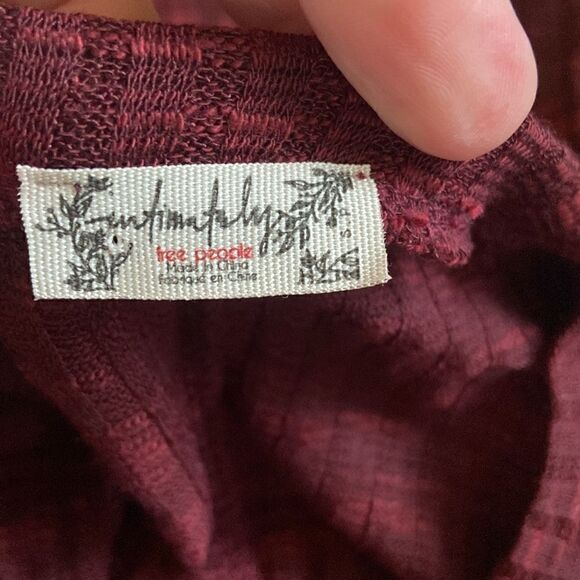 intimately
free people
Made in China
Fabriqué en Chine
S P